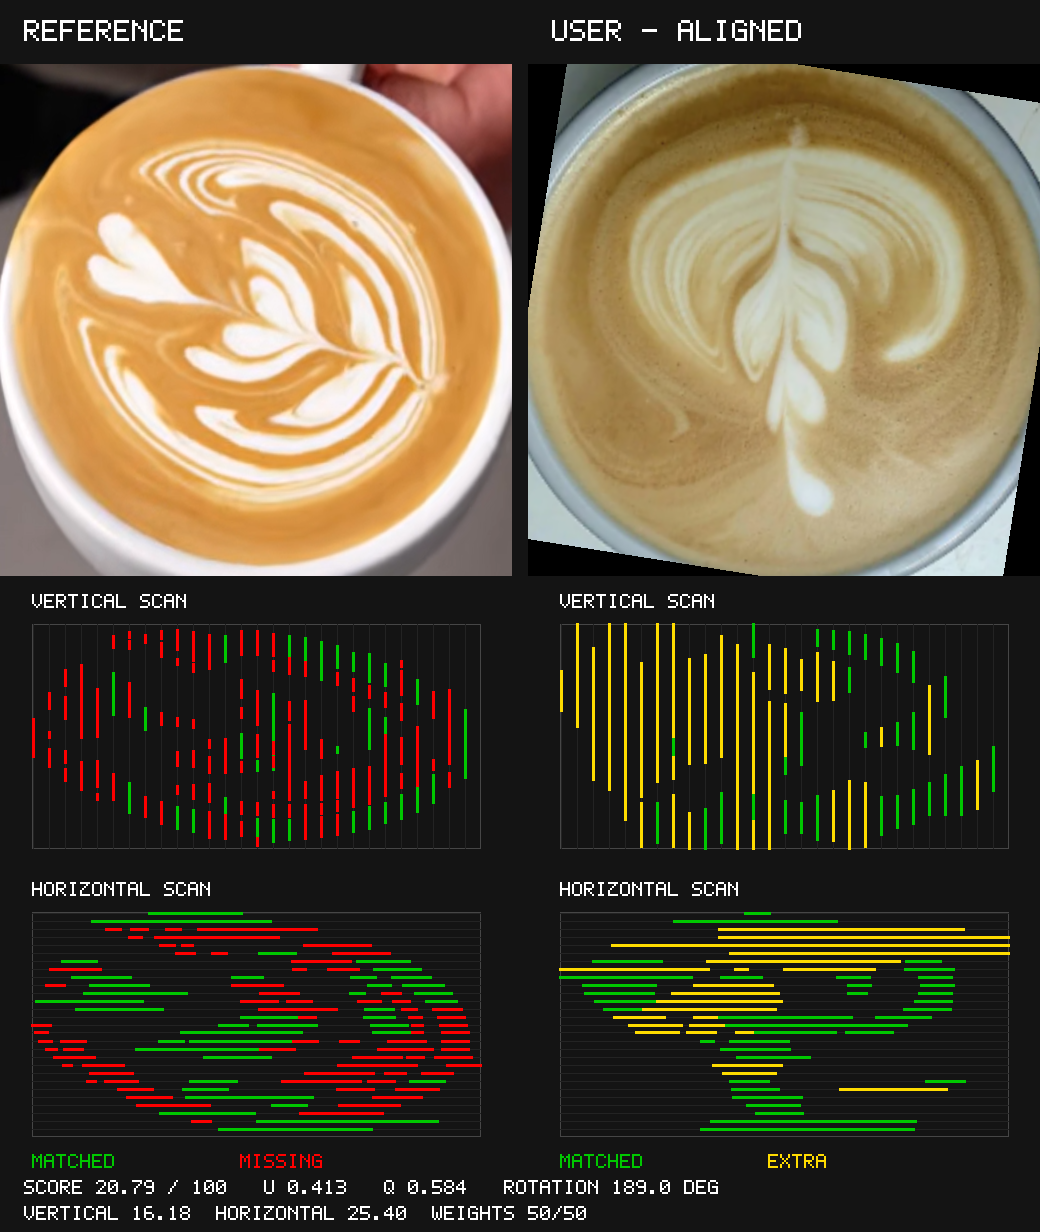 REFERENCE
USER - ALIGNED
VERTICAL SCAN
VERTICAL SCAN
HORIZONTAL SCAN
HORIZONTAL SCAN
MATCHED MISSING
MATCHED EXTRA
SCORE 20.79 / 100 U 0.413 Q 0.584 ROTATION 189.0 DEG
VERTICAL 16.18 HORIZONTAL 25.40 WEIGHTS 50/50